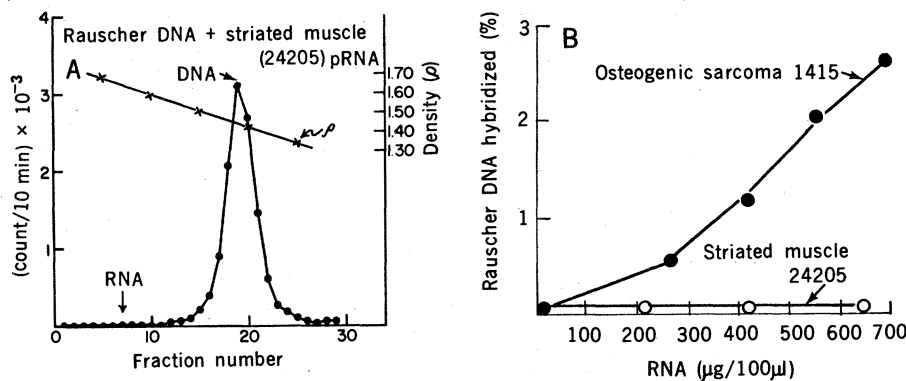 Rauscher DNA + striated muscle
(24205) pRNA
A
DNA
RNA
ρ
(count/10 min) × 10⁻³
4
3
2
1
0
10
20
30
Fraction number
1.70
1.60
1.50
1.40
1.30
Density (ρ)
B
Osteogenic sarcoma 1415
Striated muscle
24205
Rauscher DNA hybridized (%)
3
2
1
100 200 300 400 500 600 700
RNA (µg/100µl)